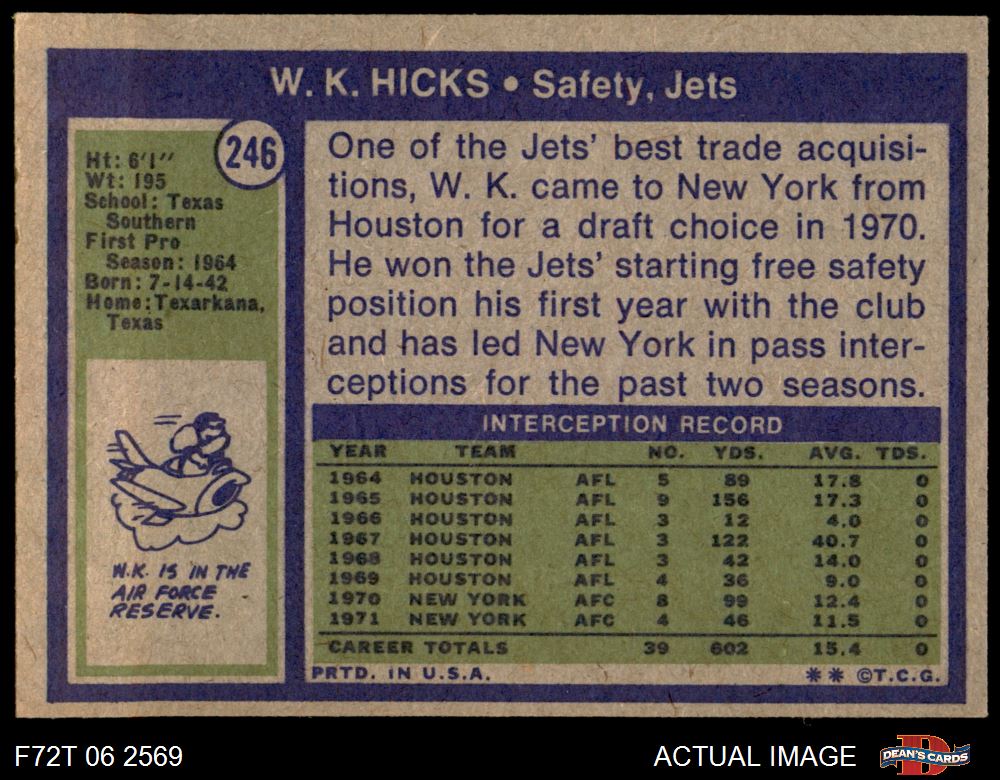 W. K. HICKS • Safety, Jets
246
Ht: 6'1"
Wt: 195
School: Texas
Southern
First Pro
Season: 1964
Born: 7-14-42
Home: Texarkana,
Texas
W.K. IS IN THE
AIR FORCE
RESERVE.
One of the Jets' best trade acquisi-
tions, W. K. came to New York from
Houston for a draft choice in 1970.
He won the Jets' starting free safety
position his first year with the club
and has led New York in pass inter-
ceptions for the past two seasons.
INTERCEPTION RECORD
YEAR TEAM NO. YDS. AVG. TDS.
1964 HOUSTON AFL 5 89 17.8 0
1965 HOUSTON AFL 9 156 17.3 0
1966 HOUSTON AFL 3 12 4.0 0
1967 HOUSTON AFL 3 122 40.7 0
1968 HOUSTON AFL 3 42 14.0 0
1969 HOUSTON AFL 4 36 9.0 0
1970 NEW YORK AFC 8 99 12.4 0
1971 NEW YORK AFC 4 46 11.5 0
CAREER TOTALS 39 602 15.4 0
PRTD. IN U.S.A. ** ©T.C.G.
F72T 06 2569 ACTUAL IMAGE DEAN'S CARDS